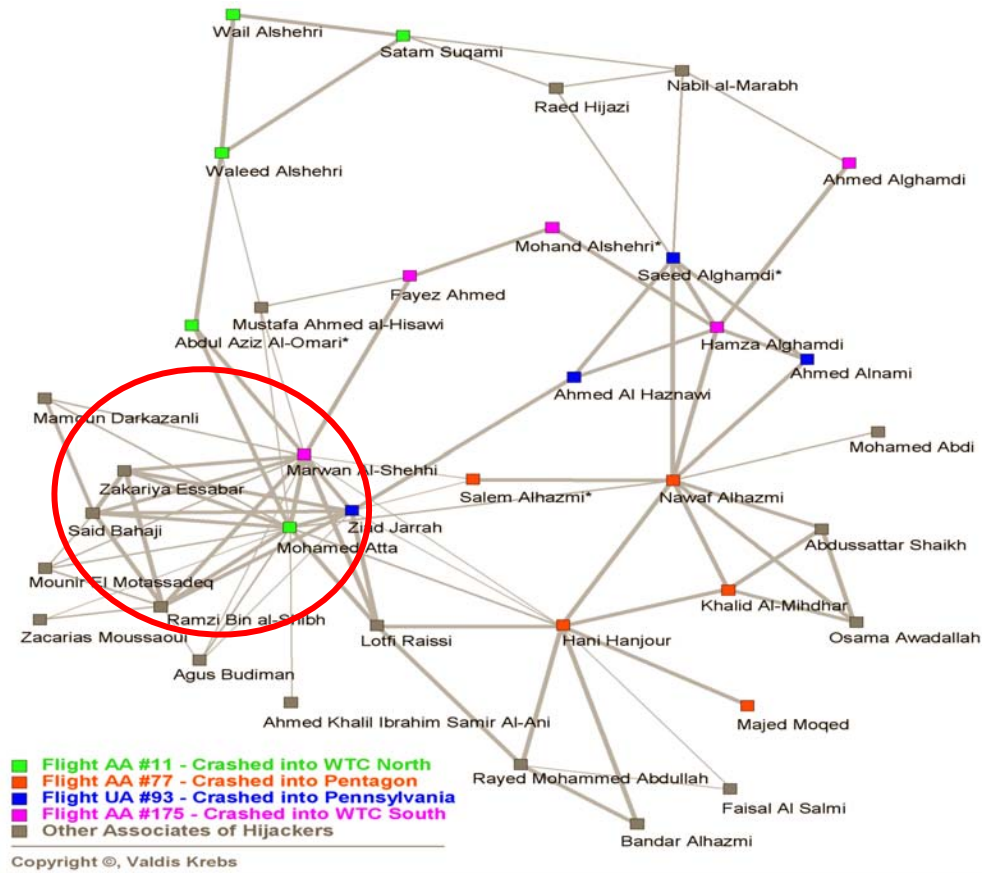 Wail Alshehri
Satam Suqami
Nabil al-Marabh
Raed Hijazi
Waleed Alshehri
Ahmed Alghamdi
Mohand Alshehri*
Saeed Alghamdi*
Fayez Ahmed
Mustafa Ahmed al-Hisawi
Abdul Aziz Al-Omari*
Hamza Alghamdi
Ahmed Alnami
Ahmed Al Haznawi
Mamoun Darkazanli
Mohamed Abdi
Marwan Al-Shehhi
Zakariya Essabar
Salem Alhazmi*
Nawaf Alhazmi
Said Bahaji
Ziad Jarrah
Mohamed Atta
Abdussattar Shaikh
Mounir El Motassadeq
Khalid Al-Mihdhar
Ramzi Bin al-Shibh
Zacarias Moussaoui
Lotfi Raissi
Hani Hanjour
Osama Awadallah
Agus Budiman
Ahmed Khalil Ibrahim Samir Al-Ani
Majed Moqed
Flight AA #11 - Crashed into WTC North
Rayed Mohammed Abdullah
Flight AA #77 - Crashed into Pentagon
Flight UA #93 - Crashed into Pennsylvania
Faisal Al Salmi
Flight AA #175 - Crashed into WTC South
Other Associates of Hijackers
Bandar Alhazmi
Copyright ©, Valdis Krebs